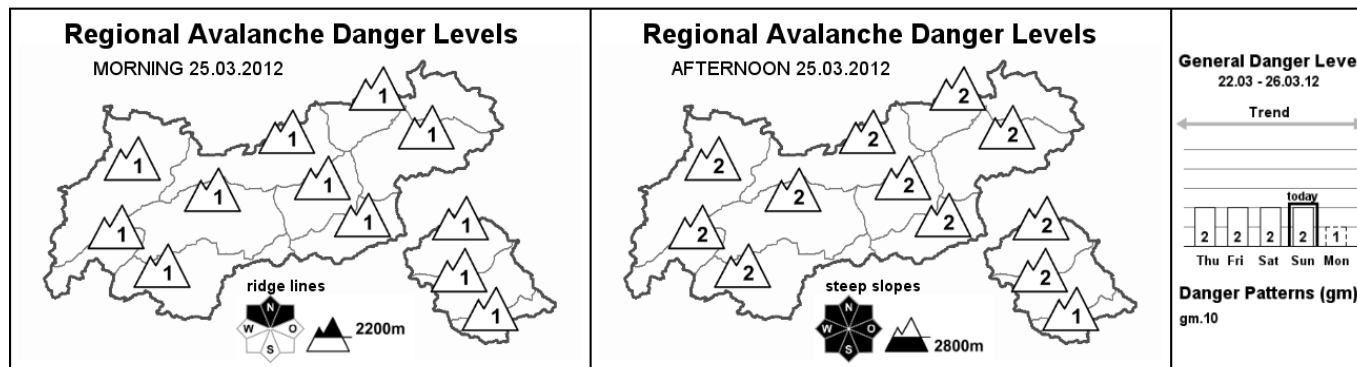 Regional Avalanche Danger Levels
MORNING 25.03.2012
1
1 1
1
1
1
1 1 1
1 1
1
ridge lines
N
W O
S
2200m
Regional Avalanche Danger Levels
AFTERNOON 25.03.2012
2
2 2
2
2
2
2 2 2
2 2
1
steep slopes
N
W O
S
2800m
General Danger Leve
22.03 - 26.03.12
Trend
today
2 2 2 2 1
Thu Fri Sat Sun Mon
Danger Patterns (gm)
gm.10